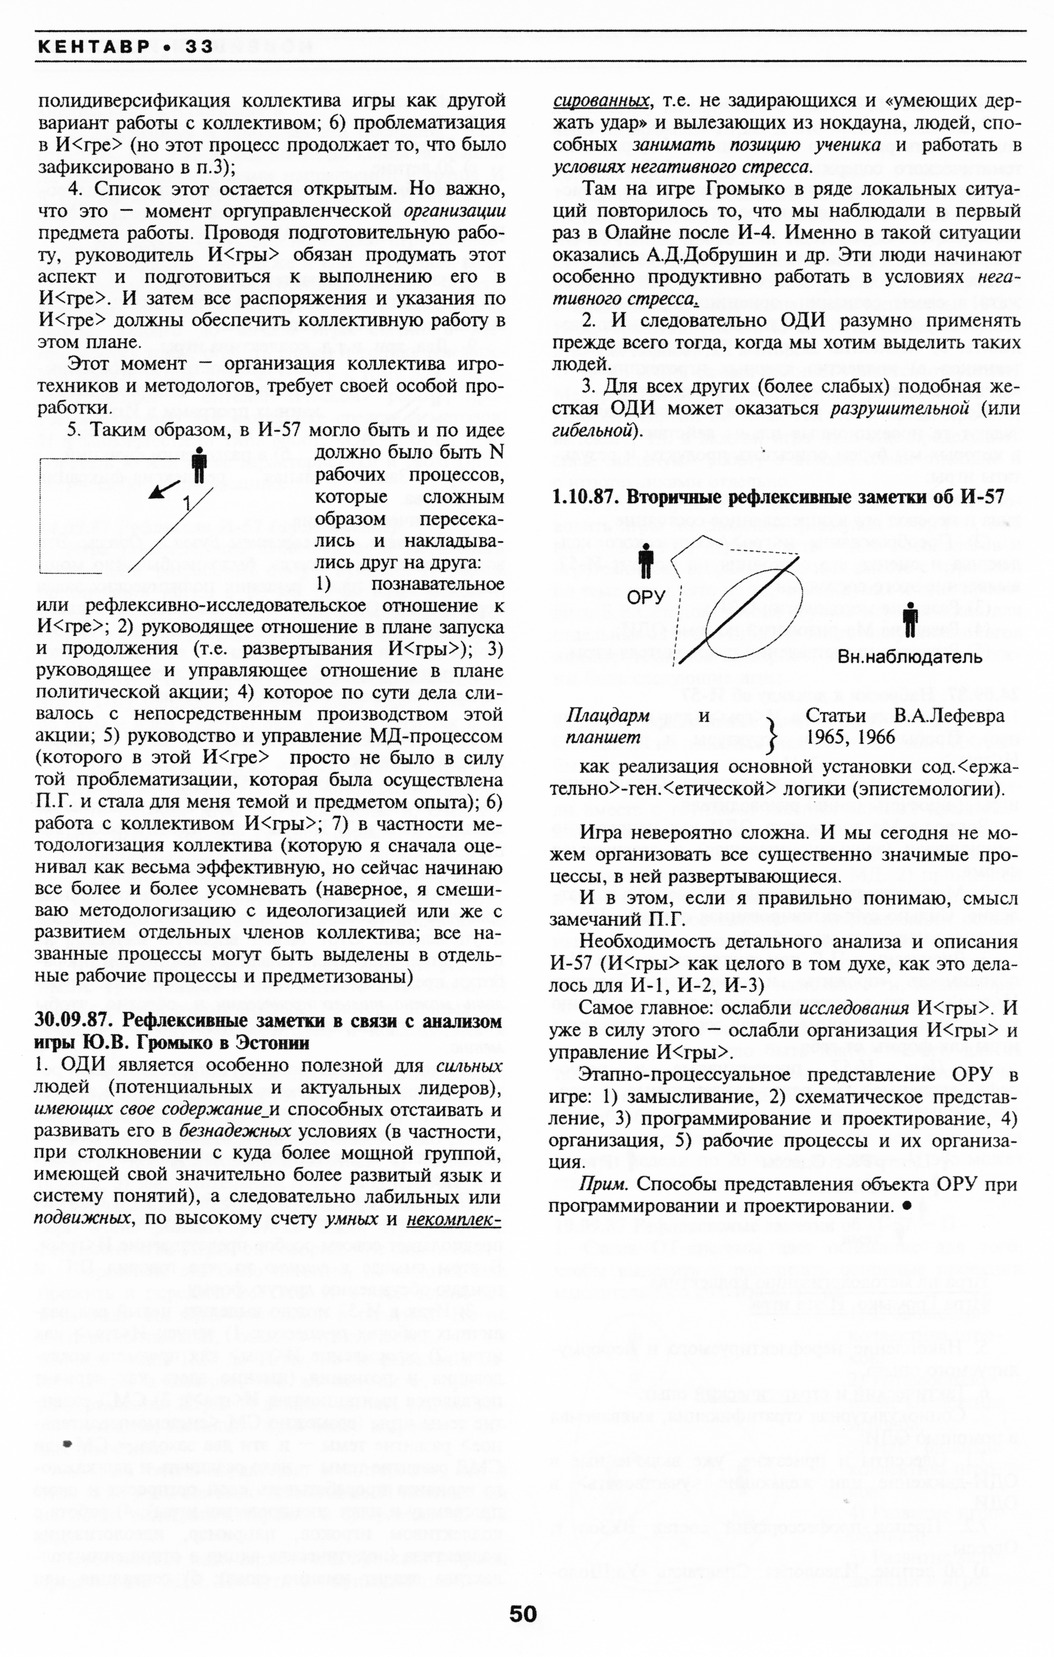 КЕНТАВР • 33
полидиверсификация коллектива игры как другой
вариант работы с коллективом; 6) проблематизация
в И<гре> (но этот процесс продолжает то, что было
зафиксировано в п.3);
4. Список этот остается открытым. Но важно,
что это — момент оргуправленческой организации
предмета работы. Проводя подготовительную рабо-
ту, руководитель И<гры> обязан продумать этот
аспект и подготовиться к выполнению его в
И<гре>. И затем все распоряжения и указания по
И<гре> должны обеспечить коллективную работу в
этом плане.
Этот момент — организация коллектива игро-
техников и методологов, требует своей особой про-
работки.
5. Таким образом, в И-57 могло быть и по идее
должно было быть N
рабочих процессов,
которые сложным
образом пересека-
лись и накладыва-
лись друг на друга:
1) познавательное
1
или рефлексивно-исследовательское отношение к
И<гре>; 2) руководящее отношение в плане запуска
и продолжения (т.е. развертывания И<гры>); 3)
руководящее и управляющее отношение в плане
политической акции; 4) которое по сути дела сли-
валось с непосредственным производством этой
акции; 5) руководство и управление МД-процессом
(которого в этой И<гре> просто не было в силу
той проблематизации, которая была осуществлена
П.Г. и стала для меня темой и предметом опыта); 6)
работа с коллективом И<гры>; 7) в частности ме-
тодологизация коллектива (которую я сначала оце-
нивал как весьма эффективную, но сейчас начинаю
все более и более усомневать (наверное, я смеши-
ваю методологизацию с идеологизацией или же с
развитием отдельных членов коллектива; все на-
званные процессы могут быть выделены в отдель-
ные рабочие процессы и предметизованы)
30.09.87. Рефлексивные заметки в связи с анализом
игры Ю.В. Громыко в Эстонии
1. ОДИ является особенно полезной для сильных
людей (потенциальных и актуальных лидеров),
имеющих свое содержание и способных отстаивать и
развивать его в безнадежных условиях (в частности,
при столкновении с куда более мощной группой,
имеющей свой значительно более развитый язык и
систему понятий), а следовательно лабильных или
подвижных, по высокому счету умных и некомплек-
сированных, т.е. не задирающихся и «умеющих дер-
жать удар» и вылезающих из нокдауна, людей, спо-
собных занимать позицию ученика и работать в
условиях негативного стресса.
Там на игре Громыко в ряде локальных ситуа-
ций повторилось то, что мы наблюдали в первый
раз в Олайне после И-4. Именно в такой ситуации
оказались А.Д.Добрушин и др. Эти люди начинают
особенно продуктивно работать в условиях нега-
тивного стресса.
2. И следовательно ОДИ разумно применять
прежде всего тогда, когда мы хотим выделить таких
людей.
3. Для всех других (более слабых) подобная же-
сткая ОДИ может оказаться разрушительной (или
гибельной).
1.10.87. Вторичные рефлексивные заметки об И-57
ОРУ
Вн.наблюдатель
Плацдарм и } Статьи В.А.Лефевра
планшет 1965, 1966
как реализация основной установки сод.<ержа-
тельно>-ген.<етической> логики (эпистемологии).
Игра невероятно сложна. И мы сегодня не мо-
жем организовать все существенно значимые про-
цессы, в ней развертывающиеся.
И в этом, если я правильно понимаю, смысл
замечаний П.Г.
Необходимость детального анализа и описания
И-57 (И<гры> как целого в том духе, как это дела-
лось для И-1, И-2, И-3)
Самое главное: ослабли исследования И<гры>. И
уже в силу этого — ослабли организация И<гры> и
управление И<гры>.
Этапно-процессуальное представление ОРУ в
игре: 1) замысливание, 2) схематическое представ-
ление, 3) программирование и проектирование, 4)
организация, 5) рабочие процессы и их организа-
ция.
Прим. Способы представления объекта ОРУ при
программировании и проектировании. •
50